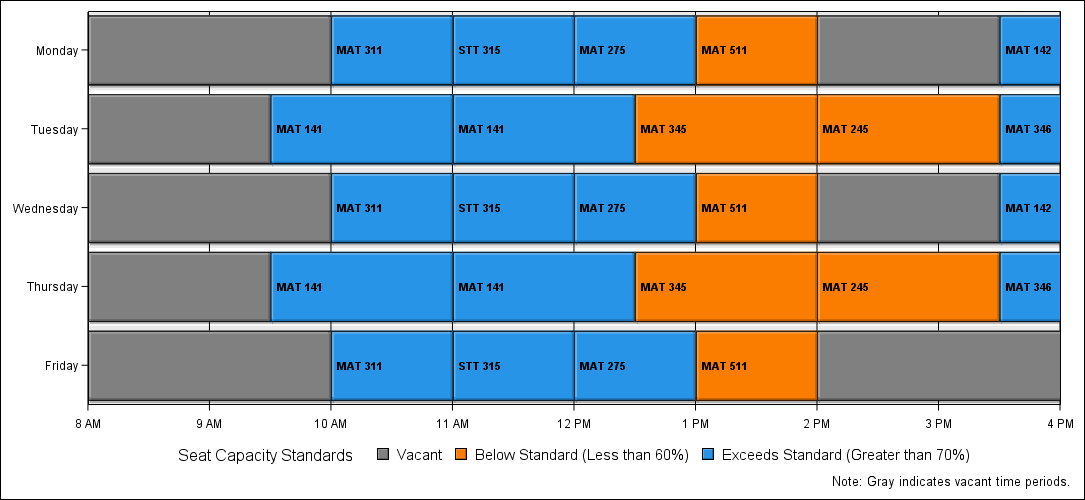 Monday MAT 311 STT 315 MAT 275 MAT 511 MAT 142
Tuesday MAT 141 MAT 141 MAT 345 MAT 245 MAT 346
Wednesday MAT 311 STT 315 MAT 275 MAT 511 MAT 142
Thursday MAT 141 MAT 141 MAT 345 MAT 245 MAT 346
Friday MAT 311 STT 315 MAT 275 MAT 511
8 AM 9 AM 10 AM 11 AM 12 PM 1 PM 2 PM 3 PM 4 PM
Seat Capacity Standards Vacant Below Standard (Less than 60%) Exceeds Standard (Greater than 70%)
Note: Gray indicates vacant time periods.